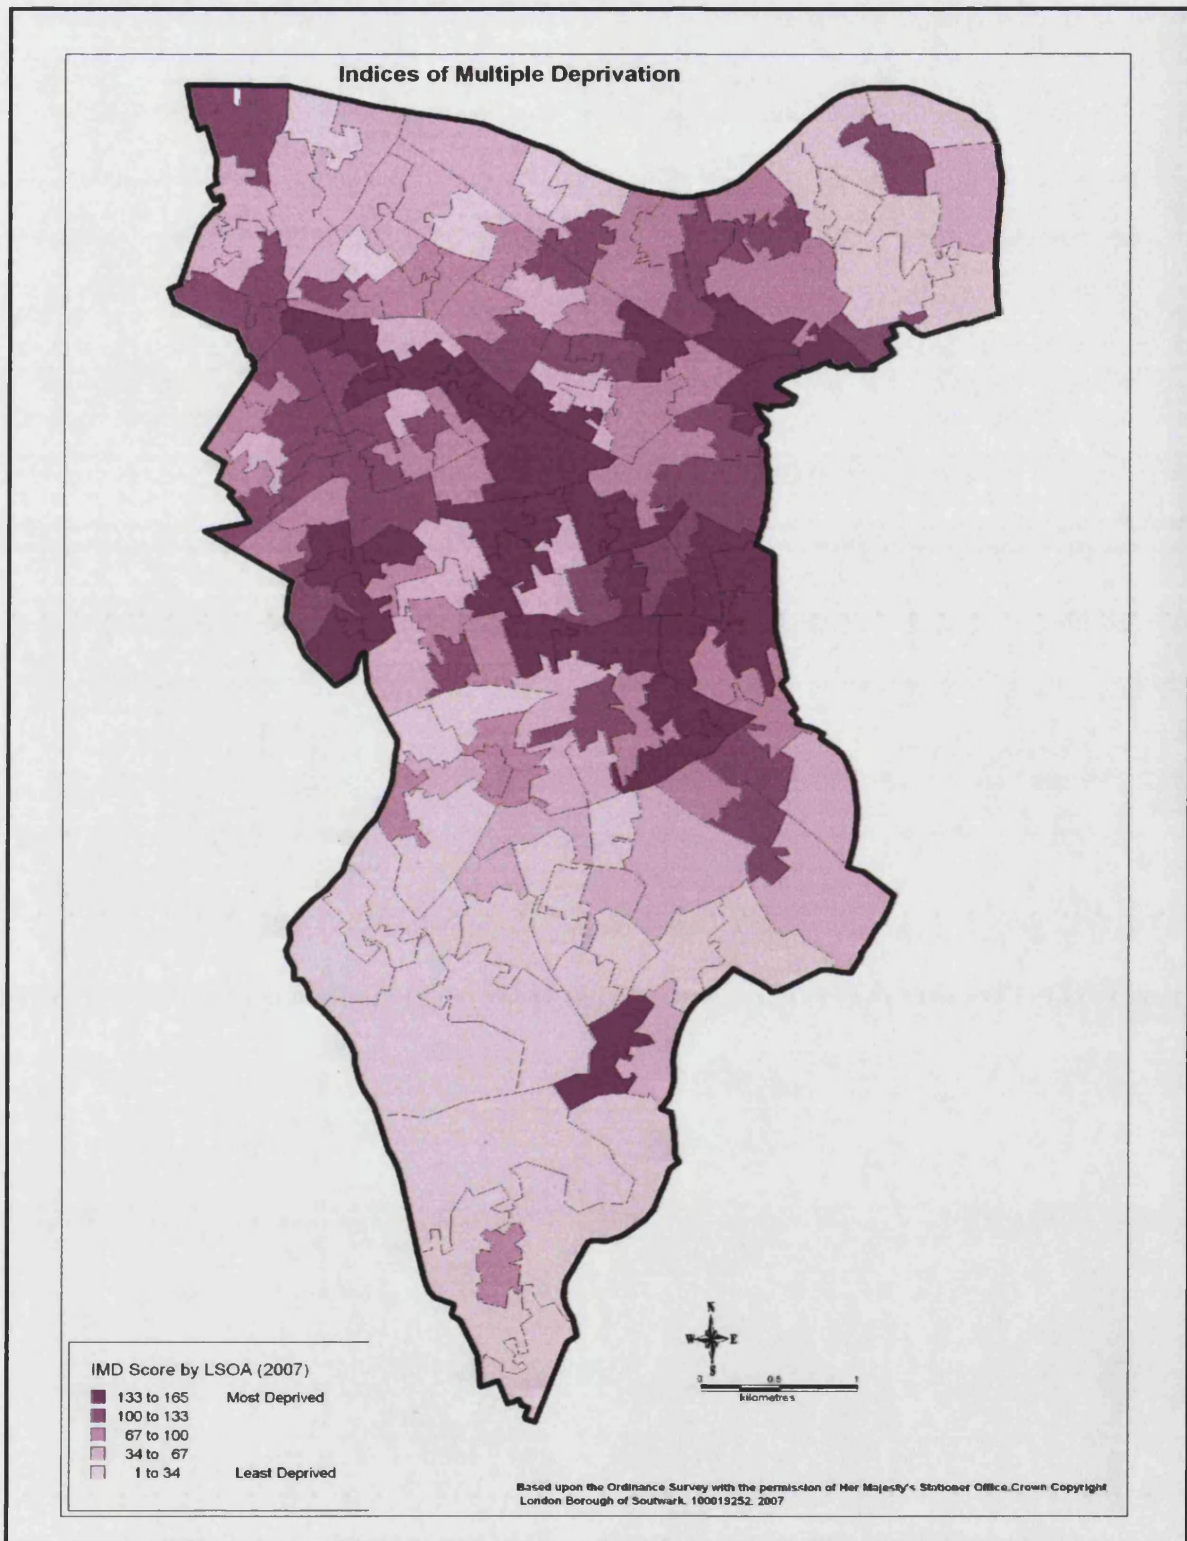 Indices of Multiple Deprivation
N
W E
S
0 0.5 1
kilometres
IMD Score by LSOA (2007)
133 to 165 Most Deprived
100 to 133
67 to 100
34 to 67
1 to 34 Least Deprived
Based upon the Ordinance Survey with the permission of Her Majesty's Stationer Office.Crown Copyright
London Borough of Soutwark. 100019252. 2007